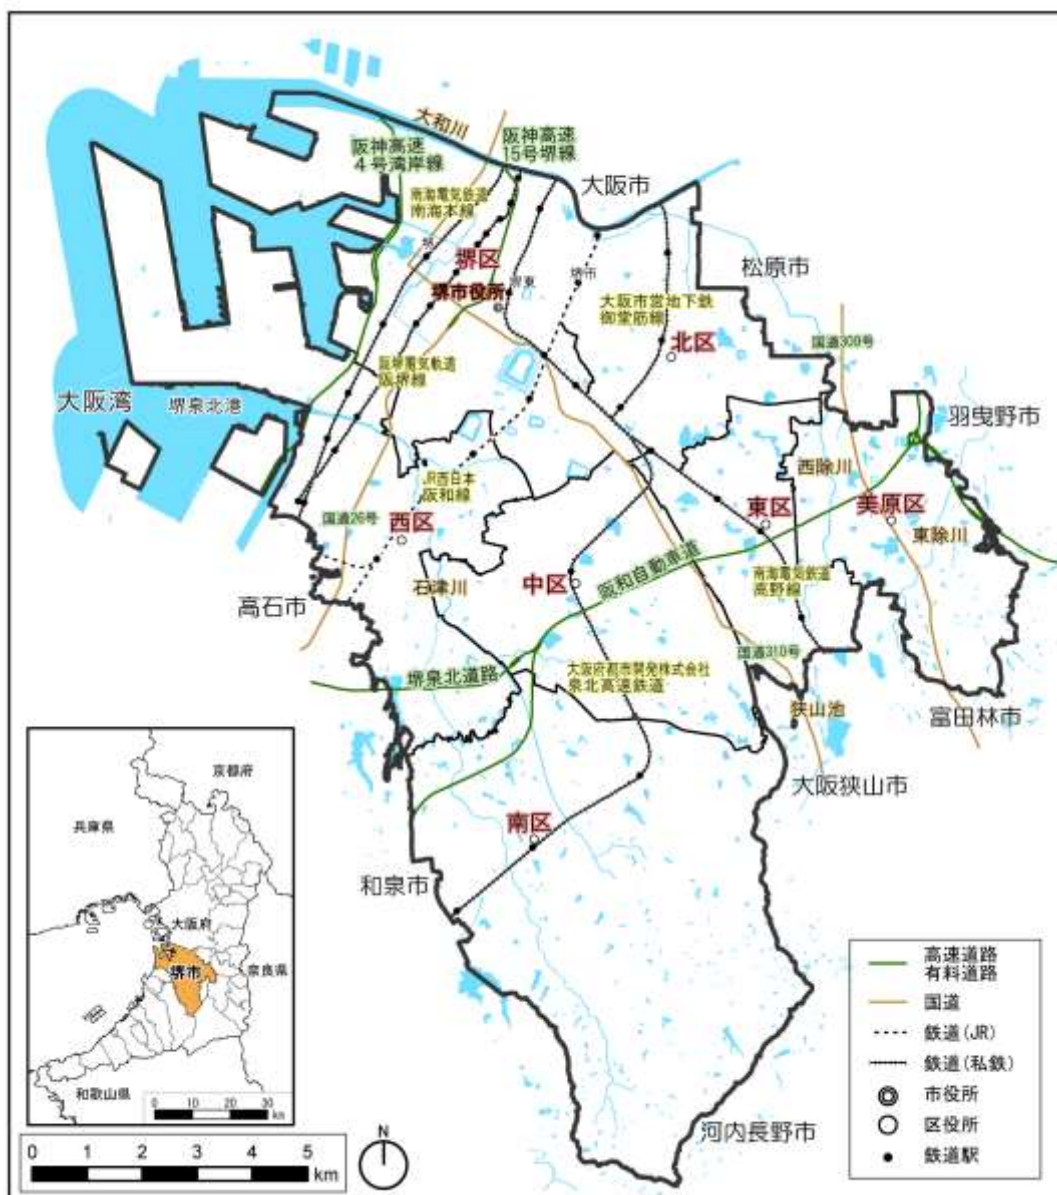 大和川
阪神高速
4号湾岸線
阪神高速
15号堺線
大阪市
南海電気鉄道
南海本線
堺
堺区
堺市役所
堺東
堺市
松原市
大阪市営地下鉄
御堂筋線
北区
国道309号
阪堺電気軌道
阪堺線
大阪湾
堺泉北港
羽曳野市
西除川
JR西日本
阪和線
国道26号
西区
東区
美原区
東除川
石津川
中区
阪和自動車道
南海電気鉄道
高野線
高石市
堺泉北道路
大阪府都市開発株式会社
泉北高速鉄道
国道310号
狭山池
富田林市
大阪狭山市
南区
和泉市
河内長野市
京都府
兵庫県
大阪府
堺市
奈良県
和歌山県
0 10 20 30
km
0 1 2 3 4 5
km
N
高速道路
有料道路
国道
鉄道(JR)
鉄道(私鉄)
市役所
区役所
鉄道駅